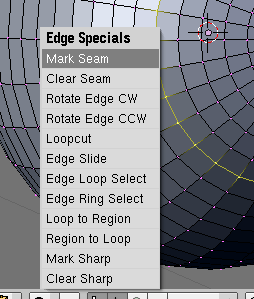 Edge Specials
Mark Seam
Clear Seam
Rotate Edge CW
Rotate Edge CCW
Loopcut
Edge Slide
Edge Loop Select
Edge Ring Select
Loop to Region
Region to Loop
Mark Sharp
Clear Sharp